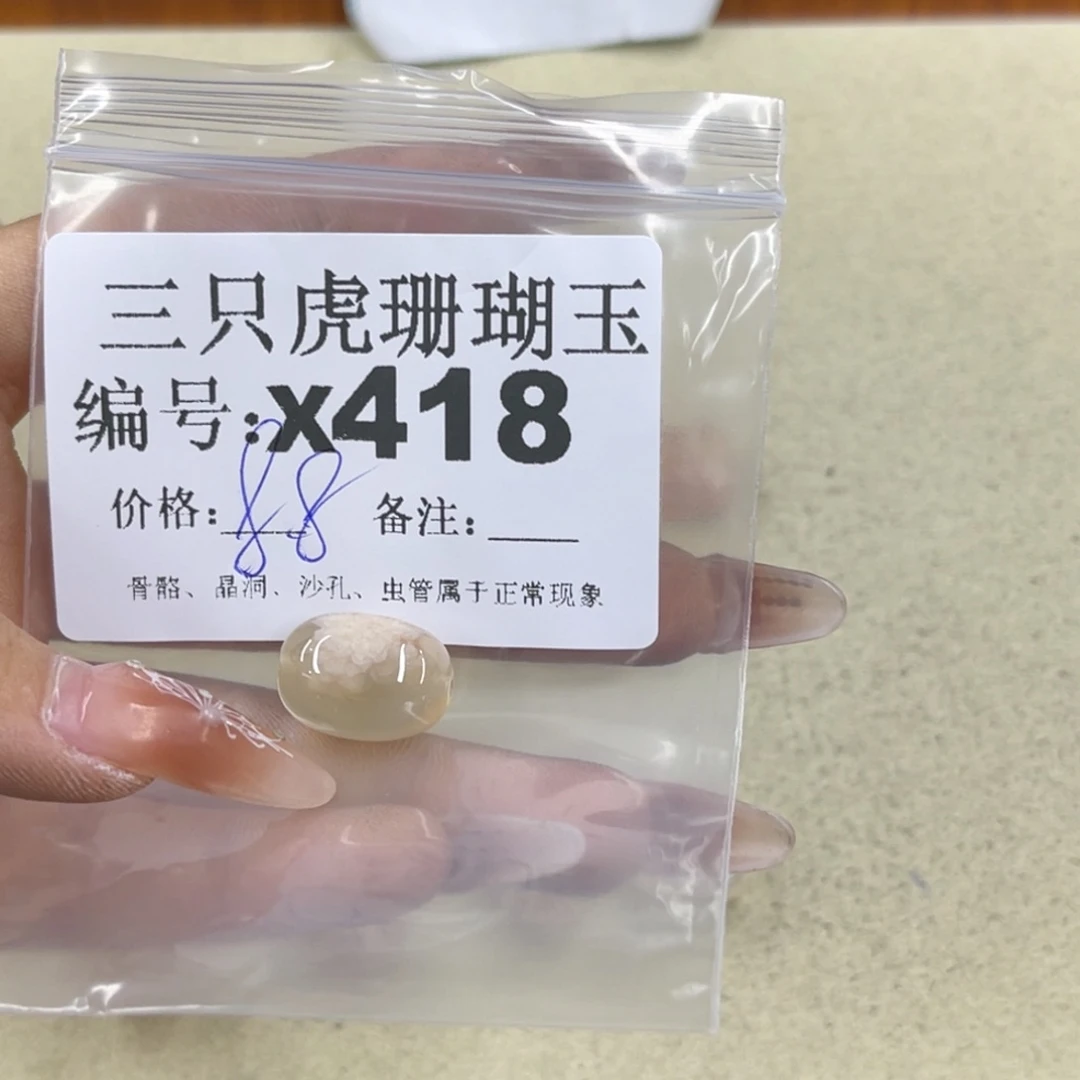 三只虎珊瑚玉
编号:x418
价格:88 备注:___
骨骼、晶洞、沙孔、虫管属于正常现象